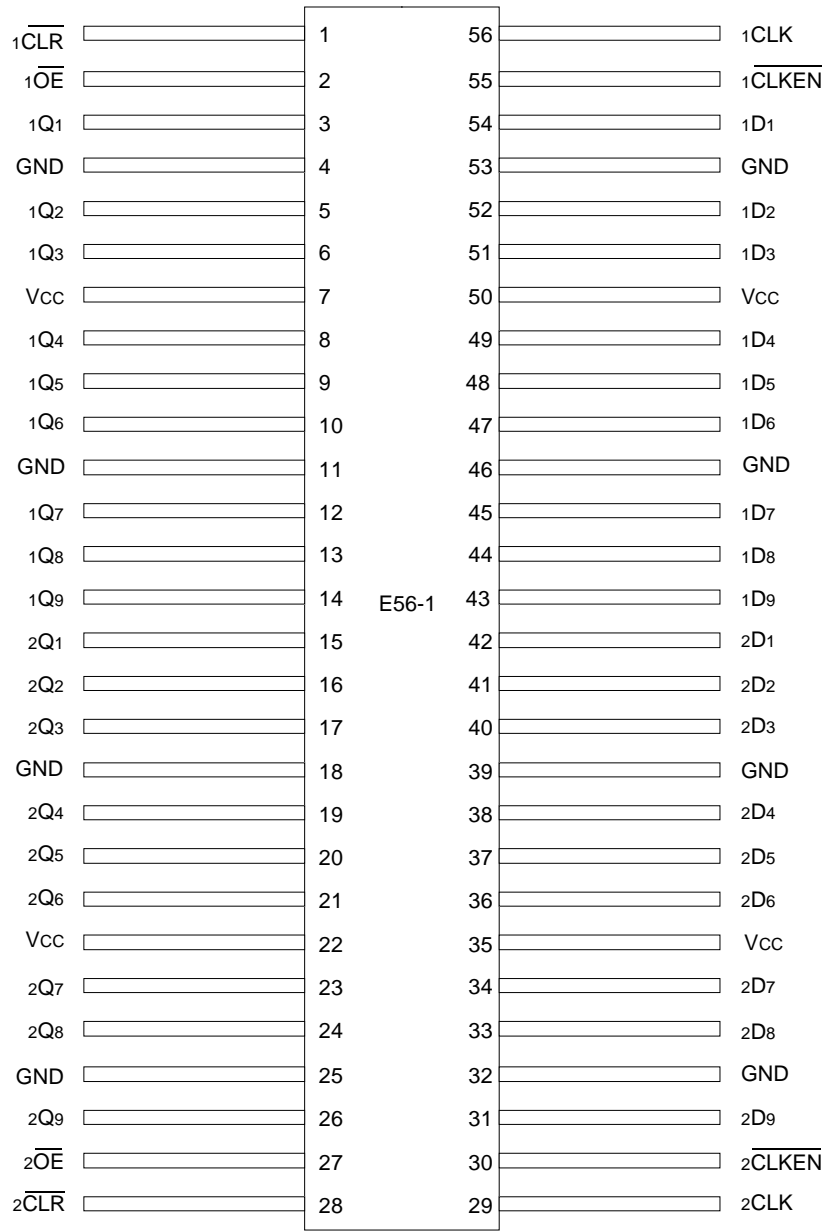 1CLR 1 56 1CLK
1OE 2 55 1CLKEN
1Q1 3 54 1D1
GND 4 53 GND
1Q2 5 52 1D2
1Q3 6 51 1D3
VCC 7 50 VCC
1Q4 8 49 1D4
1Q5 9 48 1D5
1Q6 10 47 1D6
GND 11 46 GND
1Q7 12 45 1D7
1Q8 13 44 1D8
1Q9 14 E56-1 43 1D9
2Q1 15 42 2D1
2Q2 16 41 2D2
2Q3 17 40 2D3
GND 18 39 GND
2Q4 19 38 2D4
2Q5 20 37 2D5
2Q6 21 36 2D6
VCC 22 35 VCC
2Q7 23 34 2D7
2Q8 24 33 2D8
GND 25 32 GND
2Q9 26 31 2D9
2OE 27 30 2CLKEN
2CLR 28 29 2CLK